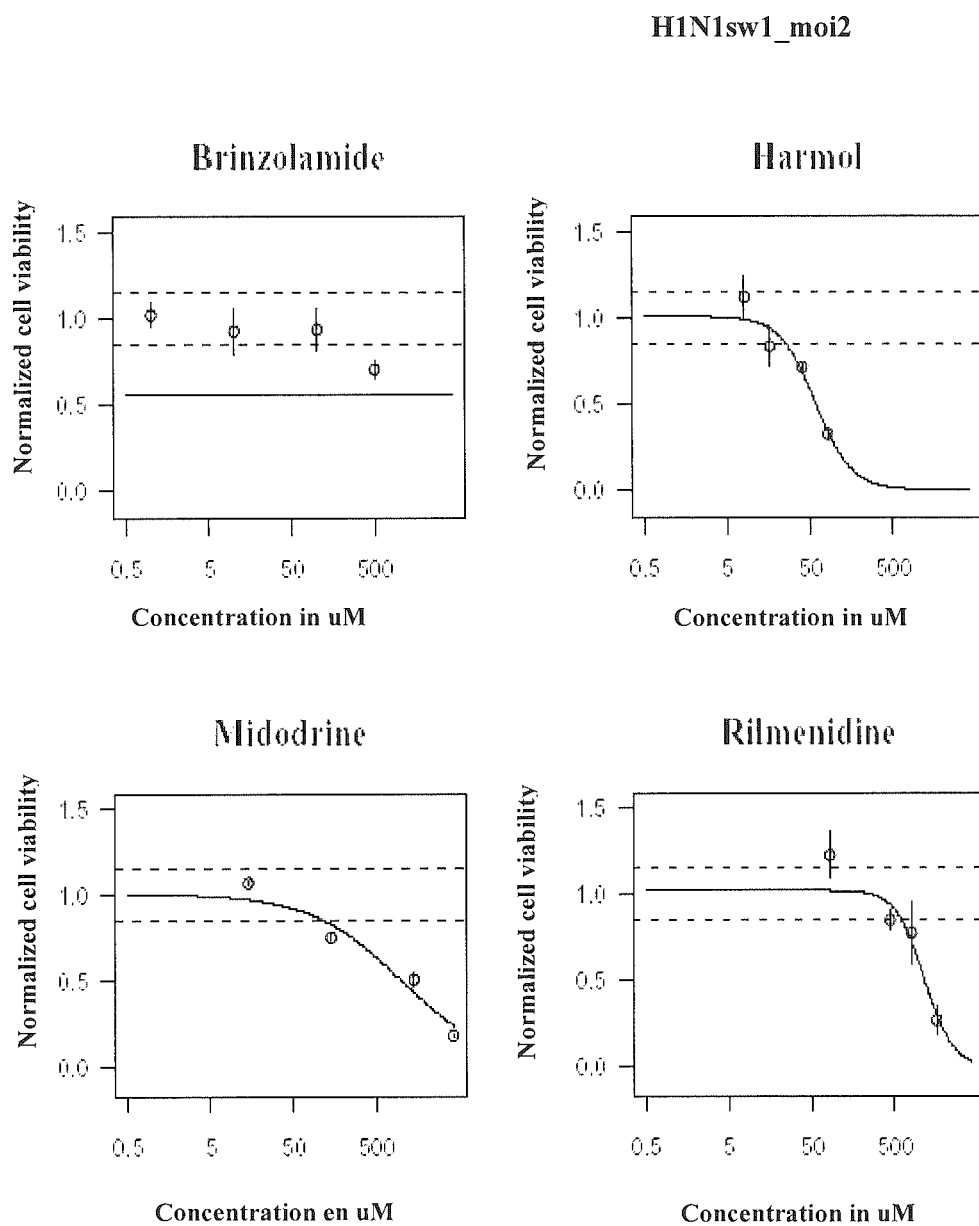 H1N1sw1_moi2
Brinzolamide
Normalized cell viability
1.5
1.0
0.5
0.0
0.5 5 50 500
Concentration in uM
Harmol
Normalized cell viability
1.5
1.0
0.5
0.0
0.5 5 50 500
Concentration in uM
Midodrine
Normalized cell viability
1.5
1.0
0.5
0.0
0.5 5 50 500
Concentration en uM
Rilmenidine
Normalized cell viability
1.5
1.0
0.5
0.0
0.5 5 50 500
Concentration in uM